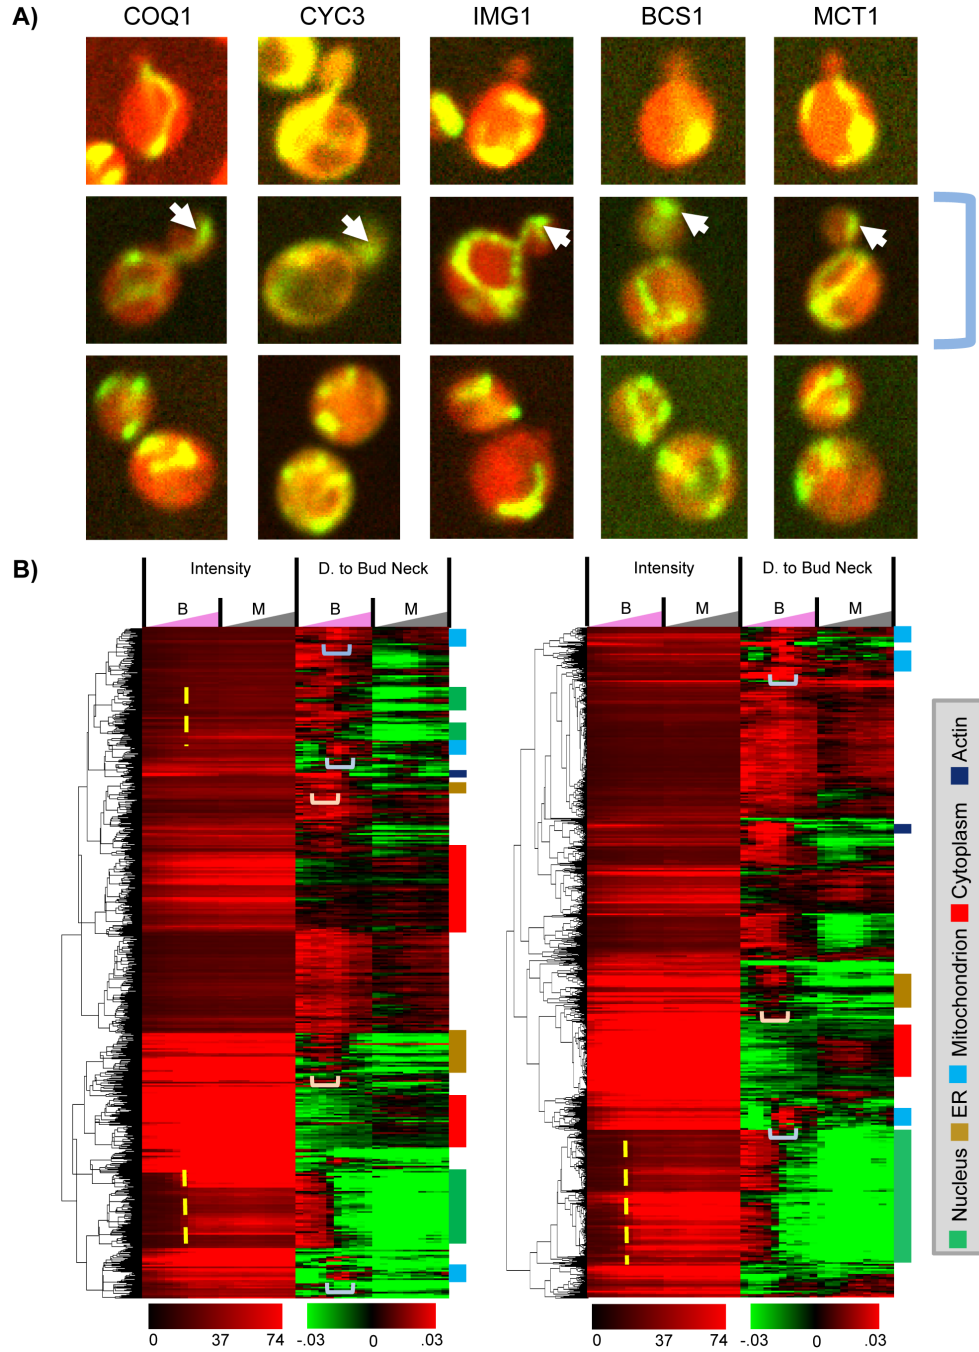 A)
COQ1 CYC3 IMG1 BCS1 MCT1
B)
Intensity D. to Bud Neck Intensity D. to Bud Neck
B M B M B M B M
0 37 74 -.03 0 .03 0 37 74 -.03 0 .03
Nucleus ER Mitochondrion Cytoplasm Actin